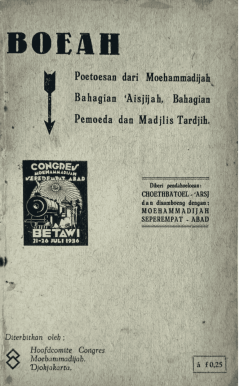 BOEAH
Poetoesan dari Moehammadijah
Bahagian 'Aisjijah, Bahagian
Pemoeda dan Madjlis Tardjih.
CONGRES
MOEHAMMADIJAH
SEPEREMPAT ABAD
BETAWI
21-26 JULI 1936
Diberi pendahoeloean:
CHOETHBATOEL-'ARSJ
dan disamboeng dengan:
MOEHAMMADIJAH
SEPEREMPAT - ABAD
Diterbitkan oleh:
Hoofdcomite Congres
Moehammadijah.
Djokjakarta.
à f 0,25